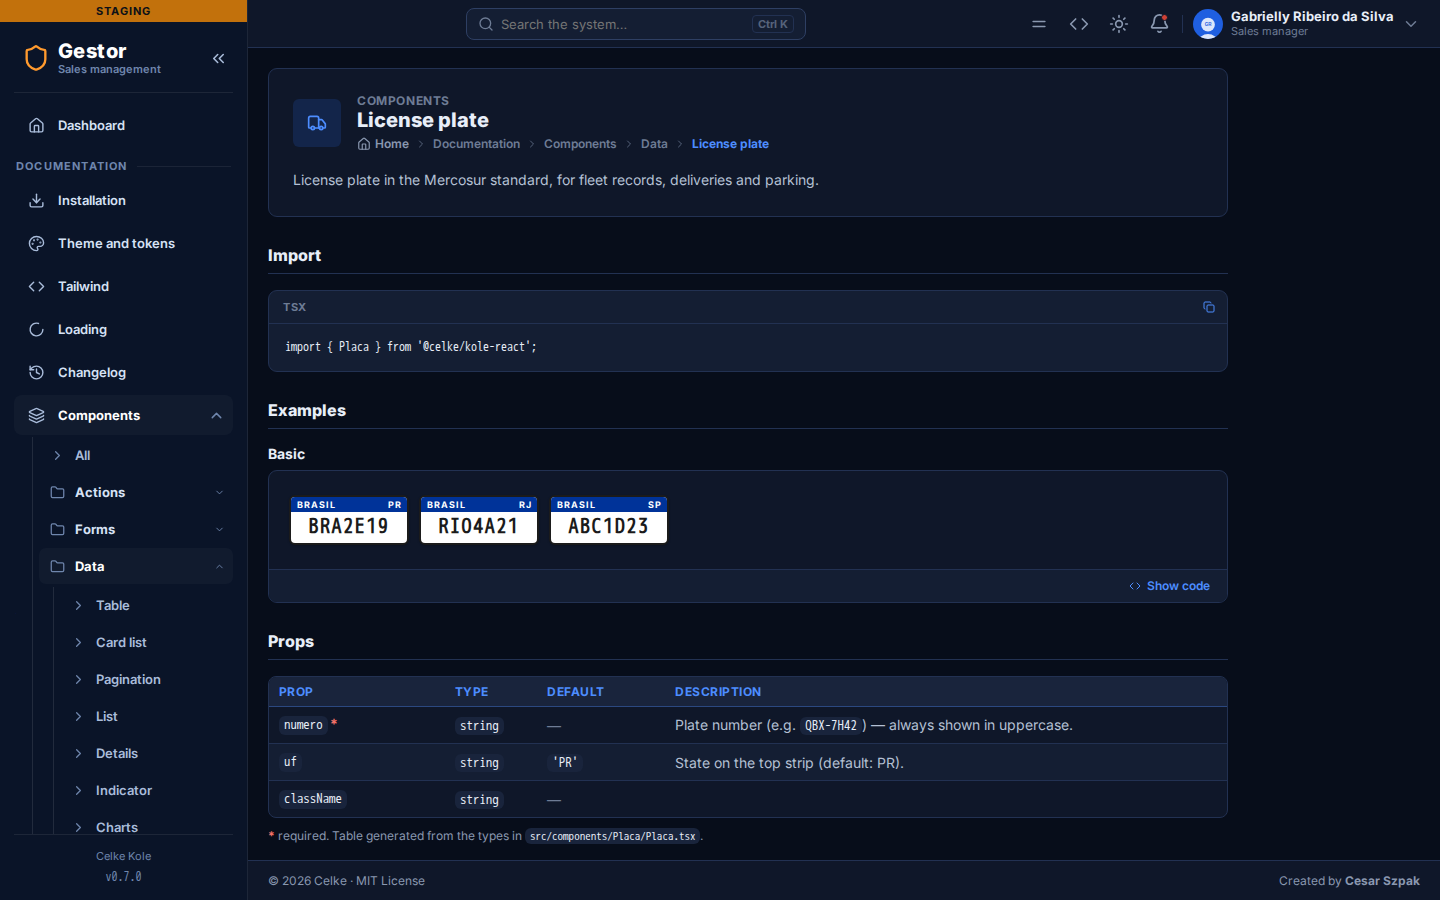 STAGING
Gestor
Sales management
Dashboard
DOCUMENTATION
Installation
Theme and tokens
Tailwind
Loading
Changelog
Components
All
Actions
Forms
Data
Table
Card list
Pagination
List
Details
Indicator
Charts
Celke Kole
v0.7.0
Search the system...
Ctrl K
GR
Gabrielly Ribeiro da Silva
Sales manager
COMPONENTS
License plate
Home Documentation Components Data License plate
License plate in the Mercosur standard, for fleet records, deliveries and parking.
Import
TSX
import { Placa } from '@celke/kole-react';
Examples
Basic
BRASIL PR BRASIL RJ BRASIL SP
BRA2E19 RIO4A21 ABC1D23
Show code
Props
PROP TYPE DEFAULT DESCRIPTION
numero * string — Plate number (e.g. QBX-7H42 ) — always shown in uppercase.
uf string 'PR' State on the top strip (default: PR).
className string —
* required. Table generated from the types in src/components/Placa/Placa.tsx .
© 2026 Celke · MIT License
Created by Cesar Szpak